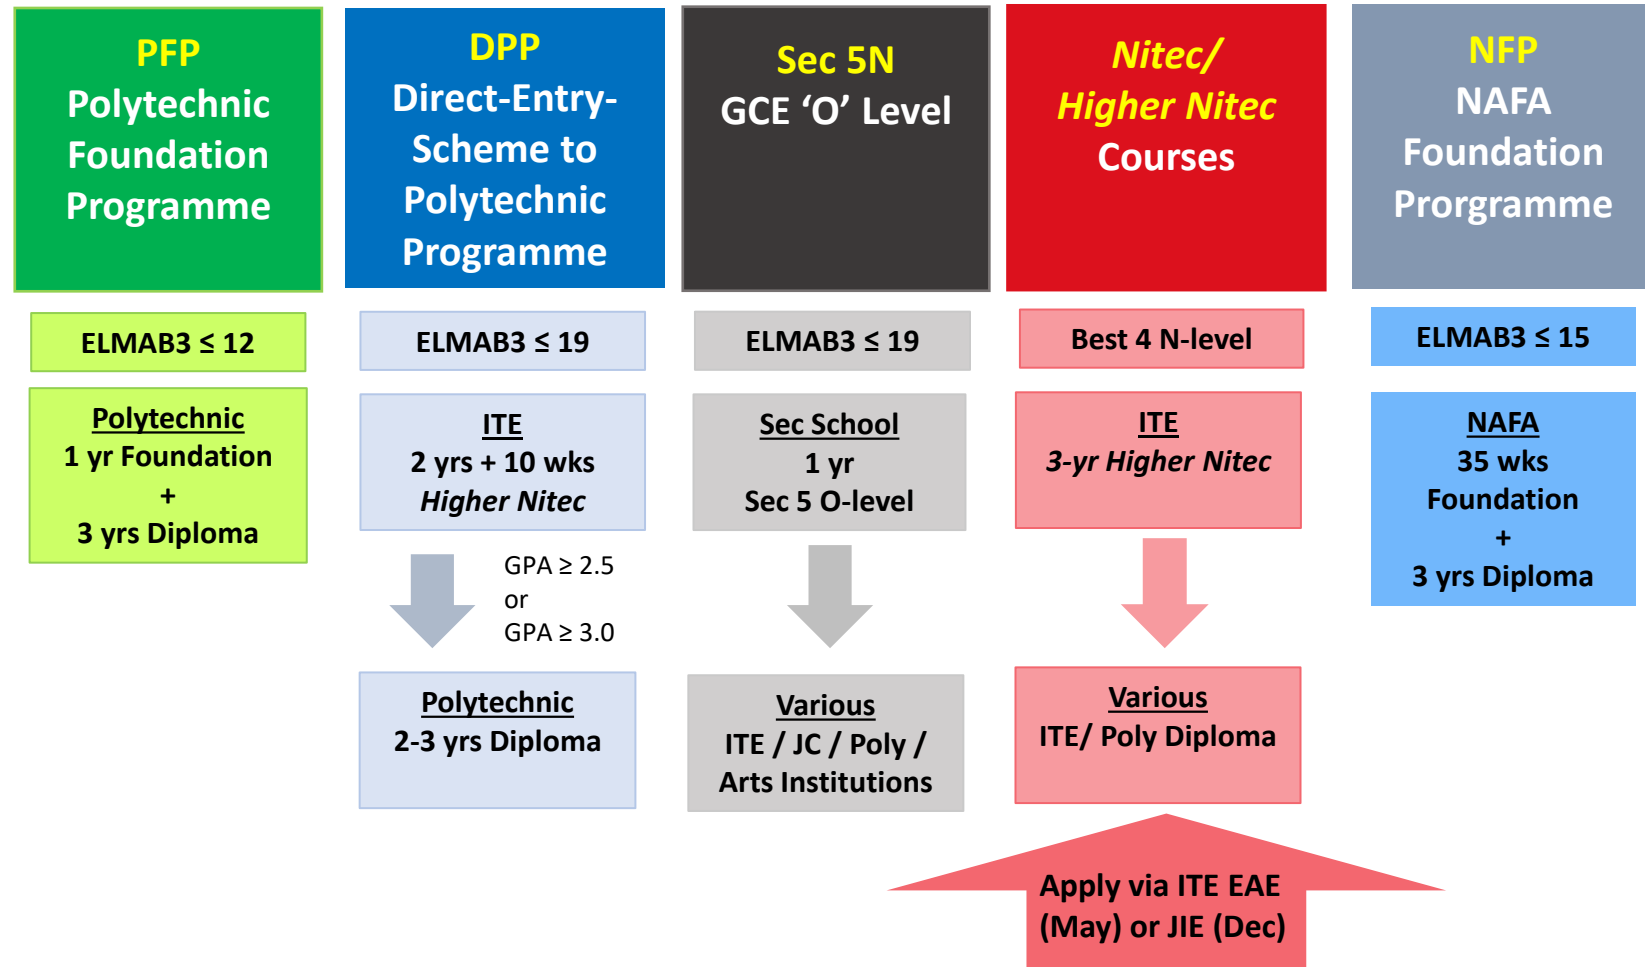 PFP
Polytechnic
Foundation
Programme
DPP
Direct-Entry-
Scheme to
Polytechnic
Programme
Sec 5N
GCE ‘O’ Level
Nitec/
Higher Nitec
Courses
NFP
NAFA
Foundation
Prorgramme
ELMAB3 ≤ 12
ELMAB3 ≤ 19
ELMAB3 ≤ 19
Best 4 N-level
ELMAB3 ≤ 15
Polytechnic
1 yr Foundation
+
3 yrs Diploma
ITE
2 yrs + 10 wks
Higher Nitec
Sec School
1 yr
Sec 5 O-level
ITE
3-yr Higher Nitec
NAFA
35 wks
Foundation
+
3 yrs Diploma
GPA ≥ 2.5
or
GPA ≥ 3.0
Polytechnic
2-3 yrs Diploma
Various
ITE / JC / Poly /
Arts Institutions
Various
ITE/ Poly Diploma
Apply via ITE EAE
(May) or JIE (Dec)